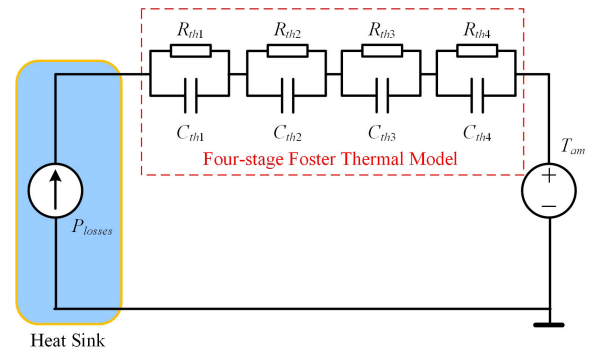 Rth1 Rth2 Rth3 Rth4
Cth1 Cth2 Cth3 Cth4
Four-stage Foster Thermal Model
Tam
+
−
Plosses
Heat Sink